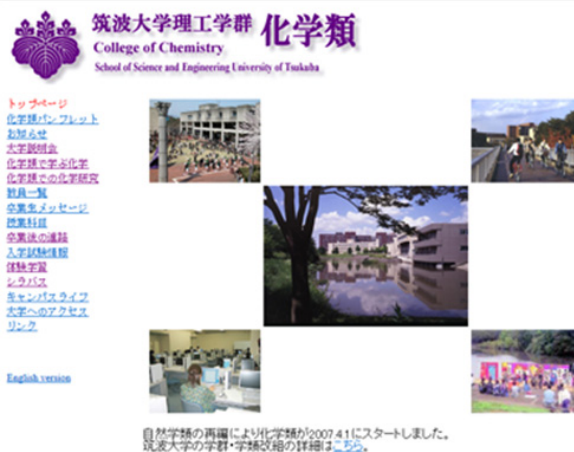 筑波大学理工学群 化学類
College of Chemistry
School of Science and Engineering University of Tsukuba
トップページ
化学類パンフレット
お知らせ
大学説明会
化学類で学ぶ化学
化学類での化学研究
教員一覧
卒業生メッセージ
授業科目
卒業後の進路
入学試験情報
体験学習
シラバス
キャンパスライフ
大学へのアクセス
リンク
English version
自然学類の再編により化学類が2007.4.1にスタートしました。
筑波大学の学群・学類改組の詳細はこちら。